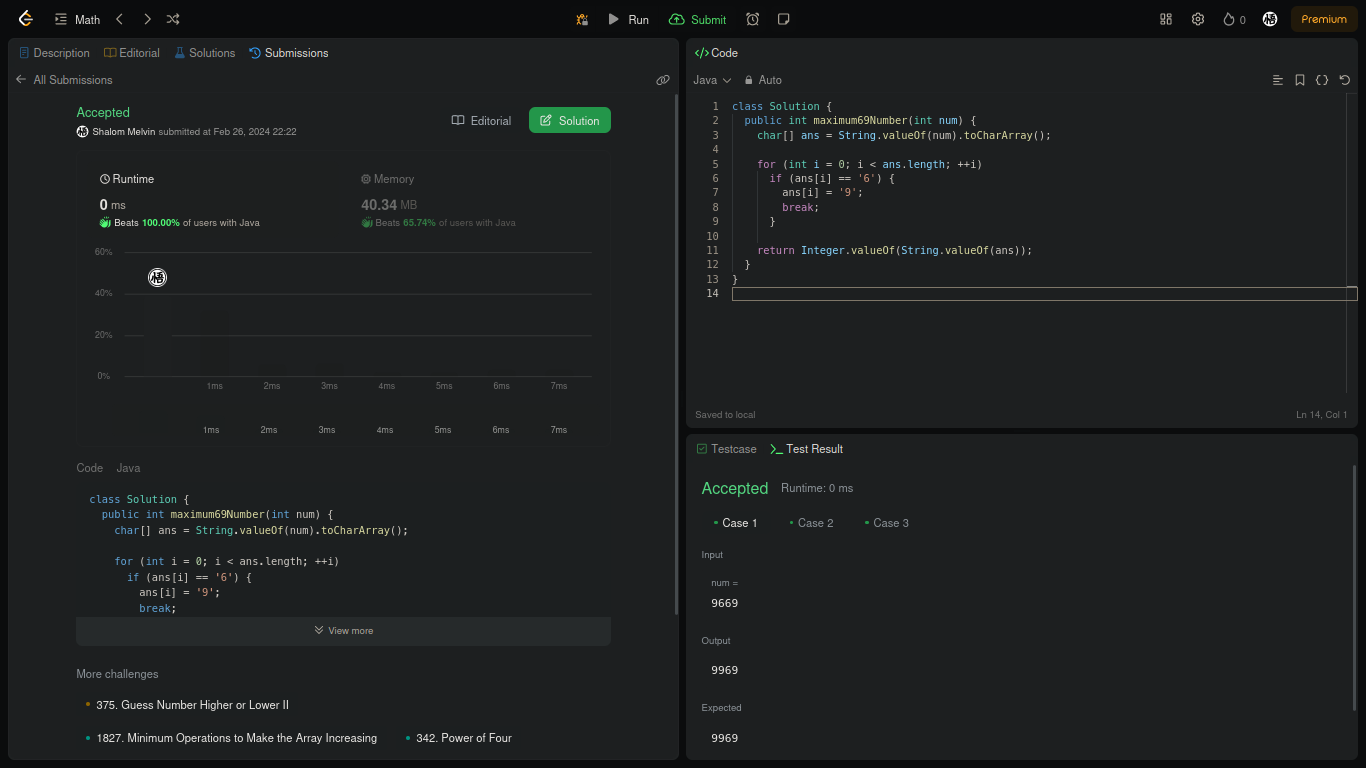 Math
Run
Submit
0
悟
Premium
Description
Editorial
Solutions
Submissions
All Submissions
Accepted
悟 Shalom Melvin submitted at Feb 26, 2024 22:22
Editorial
Solution
Runtime
0 ms
Beats 100.00% of users with Java
Memory
40.34 MB
Beats 65.74% of users with Java
60%
悟
40%
20%
0%
1ms 2ms 3ms 4ms 5ms 6ms 7ms
1ms 2ms 3ms 4ms 5ms 6ms 7ms
Code Java
class Solution {
public int maximum69Number(int num) {
char[] ans = String.valueOf(num).toCharArray();
for (int i = 0; i < ans.length; ++i)
if (ans[i] == '6') {
ans[i] = '9';
break;
View more
More challenges
375. Guess Number Higher or Lower II
1827. Minimum Operations to Make the Array Increasing
342. Power of Four
</> Code
Java
Auto
1 class Solution {
2 public int maximum69Number(int num) {
3 char[] ans = String.valueOf(num).toCharArray();
4
5 for (int i = 0; i < ans.length; ++i)
6 if (ans[i] == '6') {
7 ans[i] = '9';
8 break;
9 }
10
11 return Integer.valueOf(String.valueOf(ans));
12 }
13 }
14
Saved to local
Ln 14, Col 1
Testcase
>_ Test Result
Accepted
Runtime: 0 ms
Case 1
Case 2
Case 3
Input
num =
9669
Output
9969
Expected
9969